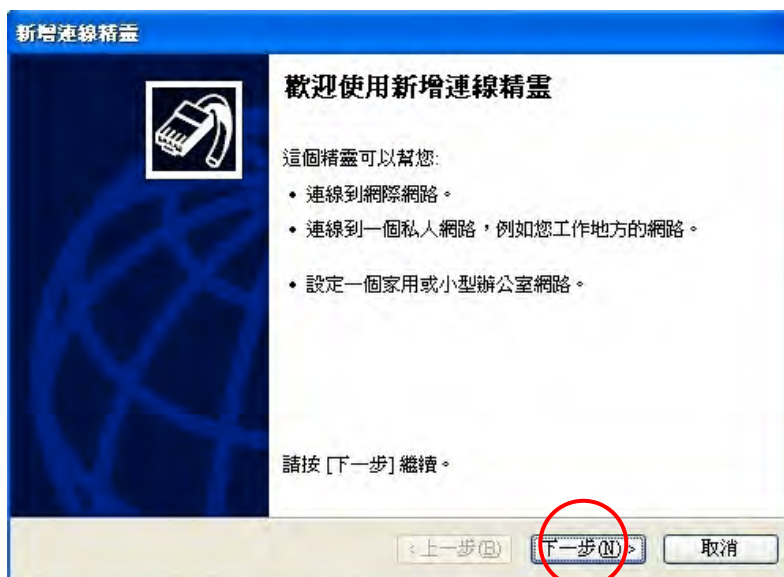 新增連線精靈
歡迎使用新增連線精靈
這個精靈可以幫您:
• 連線到網際網路。
• 連線到一個私人網路，例如您工作地方的網路。
• 設定一個家用或小型辦公室網路。
請按 [下一步] 繼續。
<上一步(B) 下一步(N)> 取消